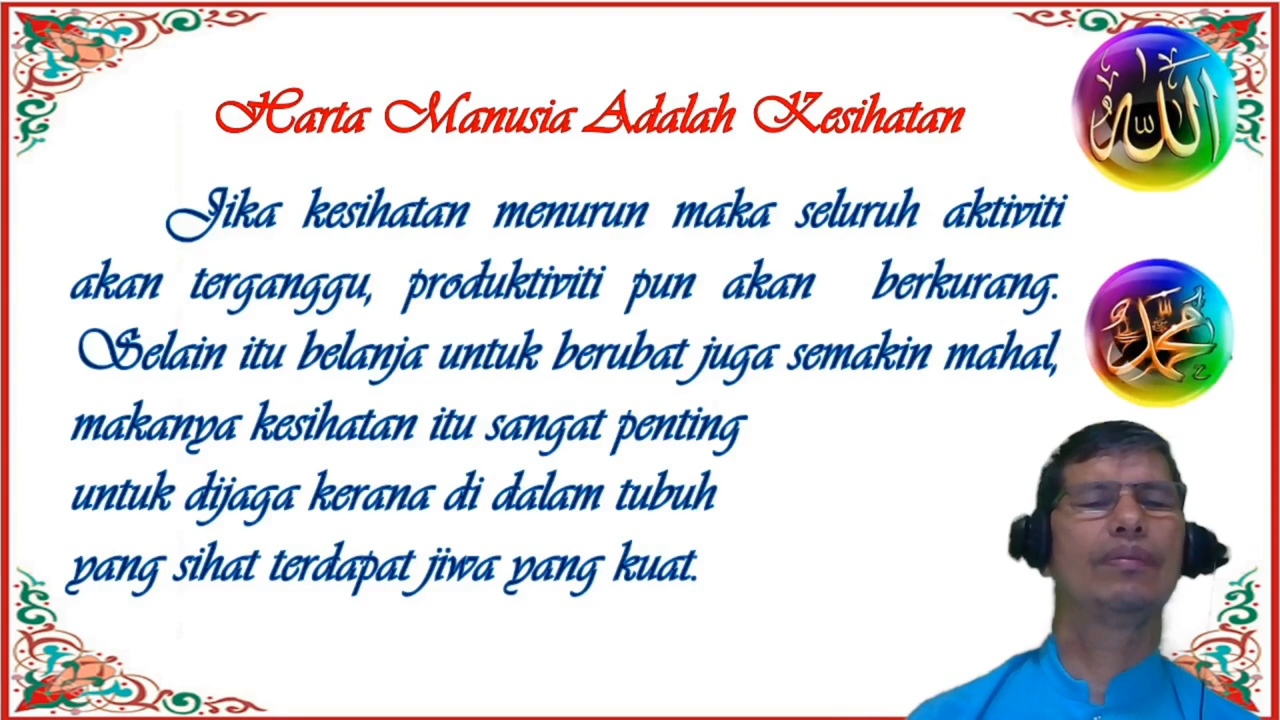 Harta Manusia Adalah Kesihatan
الله
Jika kesihatan menurun maka seluruh aktiviti
akan terganggu, produktiviti pun akan berkurang.
محمد
Selain itu belanja untuk berubat juga semakin mahal,
makanya kesihatan itu sangat penting
untuk dijaga kerana di dalam tubuh
yang sihat terdapat jiwa yang kuat.